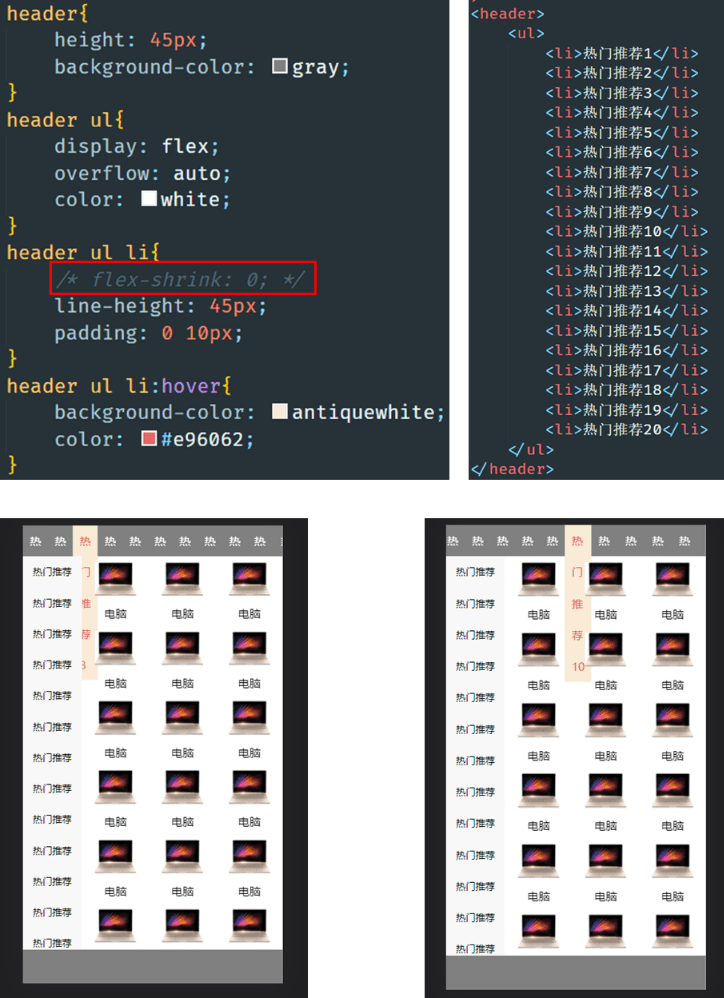 header{
height: 45px;
background-color: gray;
}
header ul{
display: flex;
overflow: auto;
color: white;
}
header ul li{
/* flex-shrink: 0; */
line-height: 45px;
padding: 0 10px;
}
header ul li:hover{
background-color: antiquewhite;
color: #e96062;
}
<header>
<ul>
<li>热门推荐1</li>
<li>热门推荐2</li>
<li>热门推荐3</li>
<li>热门推荐4</li>
<li>热门推荐5</li>
<li>热门推荐6</li>
<li>热门推荐7</li>
<li>热门推荐8</li>
<li>热门推荐9</li>
<li>热门推荐10</li>
<li>热门推荐11</li>
<li>热门推荐12</li>
<li>热门推荐13</li>
<li>热门推荐14</li>
<li>热门推荐15</li>
<li>热门推荐16</li>
<li>热门推荐17</li>
<li>热门推荐18</li>
<li>热门推荐19</li>
<li>热门推荐20</li>
</ul>
</header>
热 热 热 热 热 热 热 热 热 热
门
推
荐
3
热门推荐
热门推荐
热门推荐
热门推荐
热门推荐
热门推荐
热门推荐
热门推荐
热门推荐
热门推荐
热门推荐
热门推荐
热门推荐
电脑 电脑 电脑
电脑 电脑 电脑
电脑 电脑 电脑
电脑 电脑 电脑
电脑 电脑 电脑
热 热 热 热 热 热 热 热 热 热
门
推
荐
10
热门推荐
热门推荐
热门推荐
热门推荐
热门推荐
热门推荐
热门推荐
热门推荐
热门推荐
热门推荐
热门推荐
热门推荐
热门推荐
电脑 电脑 电脑
电脑 电脑 电脑
电脑 电脑 电脑
电脑 电脑 电脑
电脑 电脑 电脑